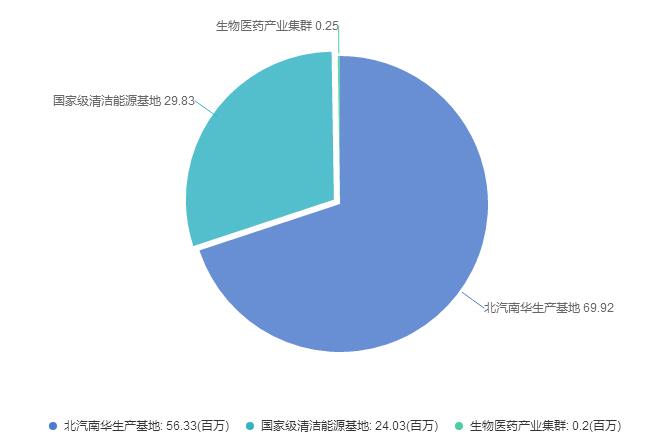 生物医药产业集群 0.25
国家级清洁能源基地 29.83
北汽南华生产基地 69.92
北汽南华生产基地: 56.33(百万) 国家级清洁能源基地: 24.03(百万) 生物医药产业集群: 0.2(百万)